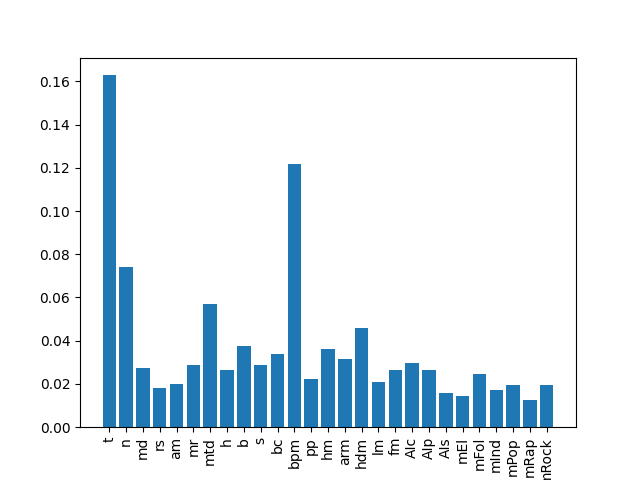 0.16
0.14
0.12
0.10
0.08
0.06
0.04
0.02
0.00
t
n
md
rs
am
mr
mtd
h
b
s
bc
bpm
pp
hm
arm
hdm
lm
fm
Alc
Alp
Als
mEl
mFol
mInd
mPop
mRap
mRock